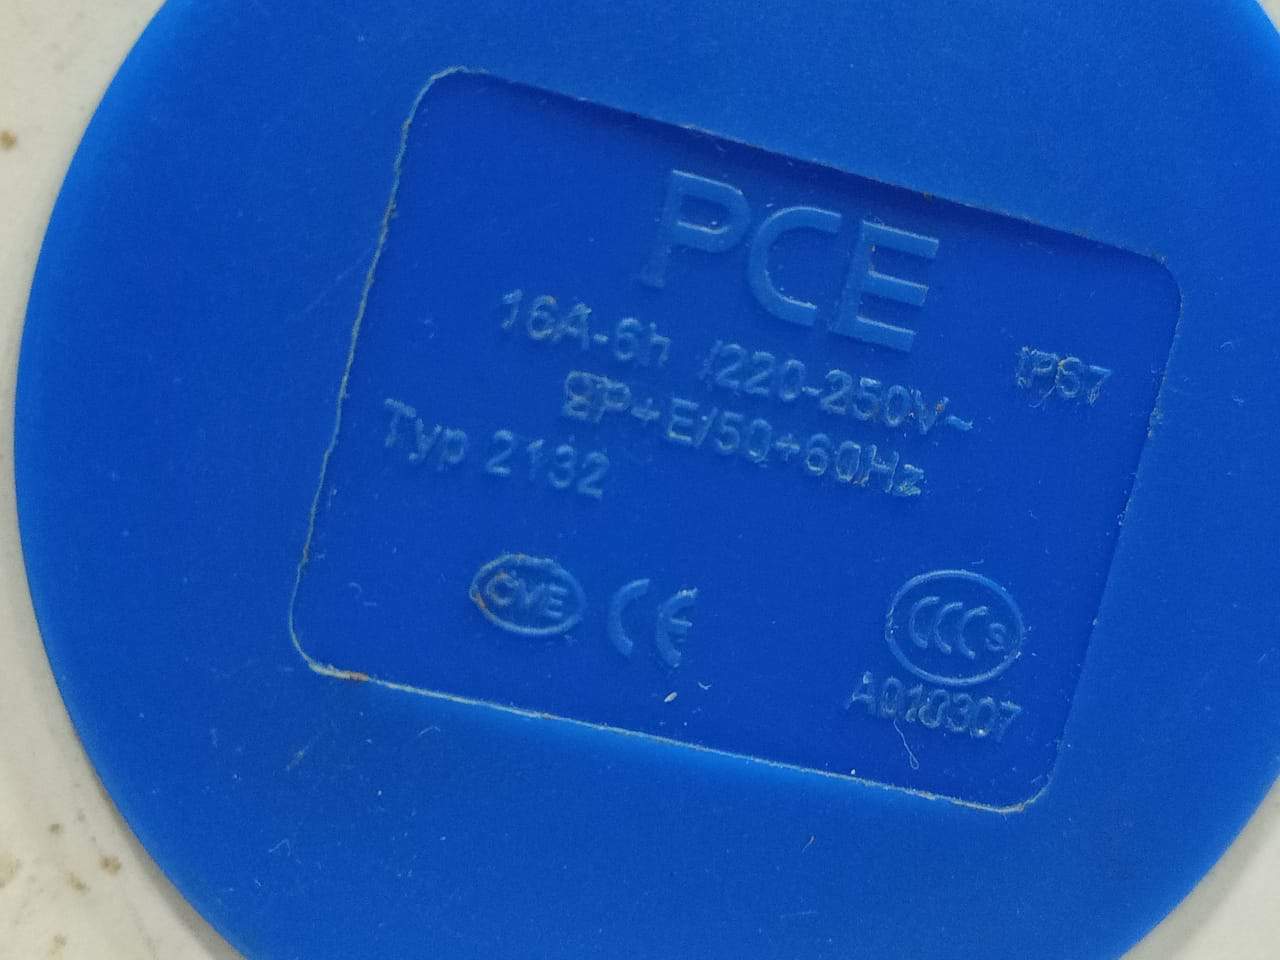 PCE
16A-6h /220-250V~ IP67
2P+E/50+60Hz
Typ 2132
CVE CE CCC S
A010307